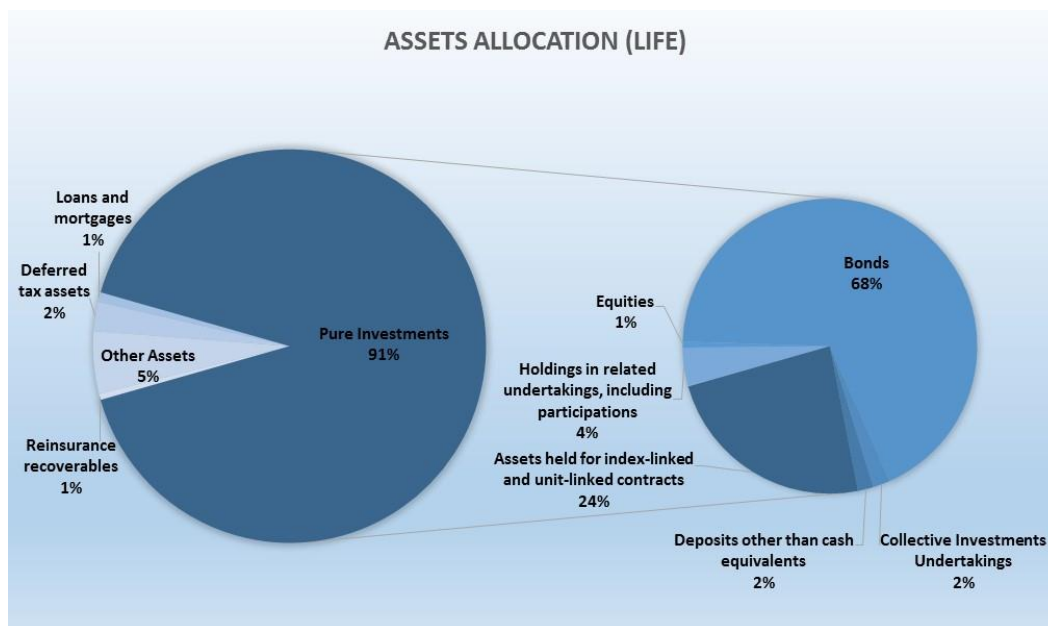 ASSETS ALLOCATION (LIFE)
Loans and
mortgages
1%
Deferred
tax assets
2%
Other Assets
5%
Reinsurance
recoverables
1%
Pure Investments
91%
Bonds
68%
Equities
1%
Holdings in related
undertakings, including
participations
4%
Assets held for index-linked
and unit-linked contracts
24%
Deposits other than cash
equivalents
2%
Collective Investments
Undertakings
2%